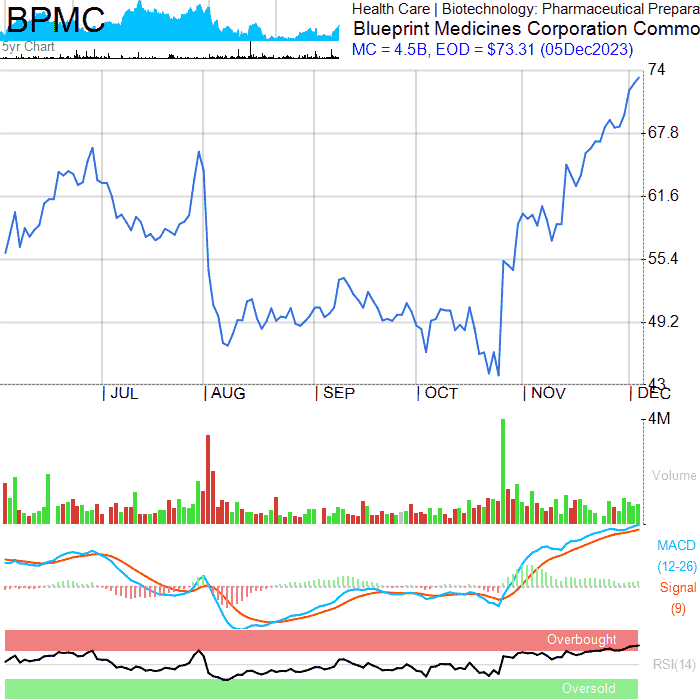 BPMC
5yr Chart
Health Care | Biotechnology: Pharmaceutical Prepara
Blueprint Medicines Corporation Commo
MC = 4.5B, EOD = $73.31 (05Dec2023)
74
67.8
61.6
55.4
49.2
43
| JUL | AUG | SEP | OCT | NOV | DEC
4M
Volume
MACD
(12-26)
Signal
(9)
Overbought
RSI(14)
Oversold